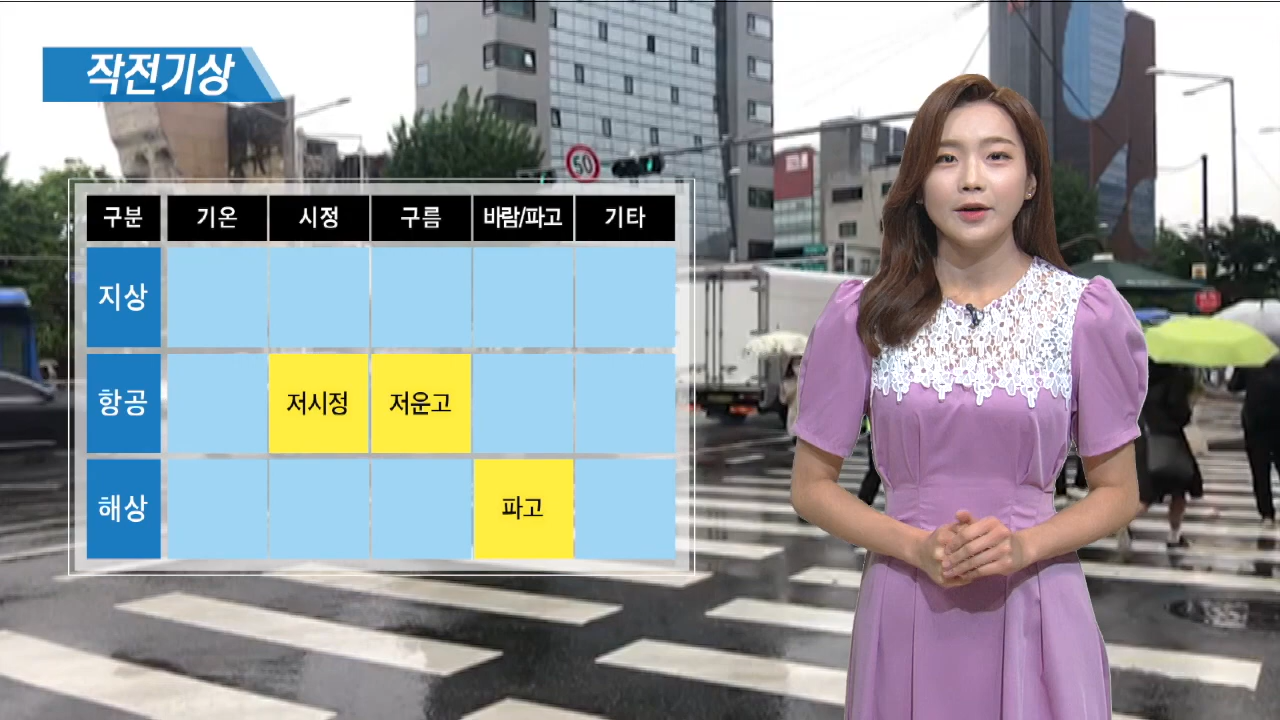 작전기상
50
구분 기온 시정 구름 바람/파고 기타
지상
항공 저시정 저운고
해상 파고